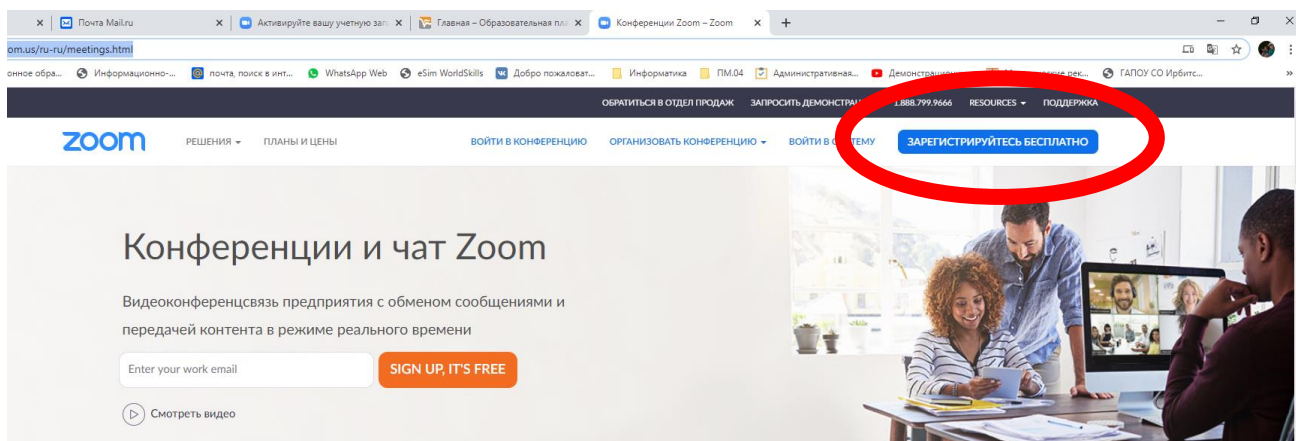 Почта Mail.ru
Активируйте вашу учетную зап
Главная – Образовательная пла
Конференции Zoom – Zoom
om.us/ru-ru/meetings.html
онное обра...
Информационно-...
почта, поиск в инт...
WhatsApp Web
eSim WorldSkills
Добро пожаловат...
Информатика
ПМ.04
Административная...
ГАПОУ СО Ирбитс...
ОБРАТИТЬСЯ В ОТДЕЛ ПРОДАЖ ЗАПРОСИТЬ ДЕМОНСТРАЦ 1.888.799.9666 RESOURCES ПОДДЕРЖКА
zoom РЕШЕНИЯ ПЛАНЫ И ЦЕНЫ ВОЙТИ В КОНФЕРЕНЦИЮ ОРГАНИЗОВАТЬ КОНФЕРЕНЦИЮ ВОЙТИ В С ТЕМУ ЗАРЕГИСТРИРУЙТЕСЬ БЕСПЛАТНО
Конференции и чат Zoom
Видеоконференцсвязь предприятия с обменом сообщениями и
передачей контента в режиме реального времени
Enter your work email SIGN UP, IT'S FREE
Смотреть видео